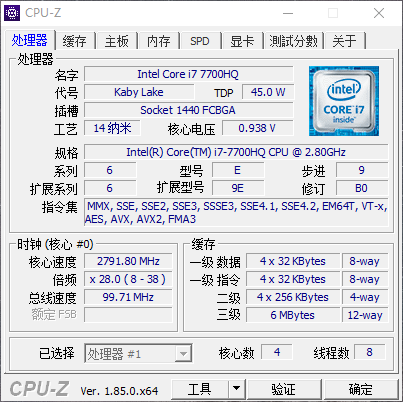 CPU-Z
处理器 缓存 主板 内存 SPD 显卡 測試分數 关于
处理器
名字 Intel Core i7 7700HQ
代号 Kaby Lake TDP 45.0 W
插槽 Socket 1440 FCBGA
工艺 14 纳米 核心电压 0.938 V
intel
CORE i7
inside™
规格 Intel(R) Core(TM) i7-7700HQ CPU @ 2.80GHz
系列 6 型号 E 步进 9
扩展系列 6 扩展型号 9E 修订 B0
指令集 MMX, SSE, SSE2, SSE3, SSSE3, SSE4.1, SSE4.2, EM64T, VT-x,
AES, AVX, AVX2, FMA3
时钟 (核心 #0) 缓存
核心速度 2791.80 MHz 一级 数据 4 x 32 KBytes 8-way
倍频 x 28.0 ( 8 - 38 ) 一级 指令 4 x 32 KBytes 8-way
总线速度 99.71 MHz 二级 4 x 256 KBytes 4-way
额定 FSB 三级 6 MBytes 12-way
已选择 处理器 #1 核心数 4 线程数 8
CPU-Z Ver. 1.85.0.x64 工具 验证 确定